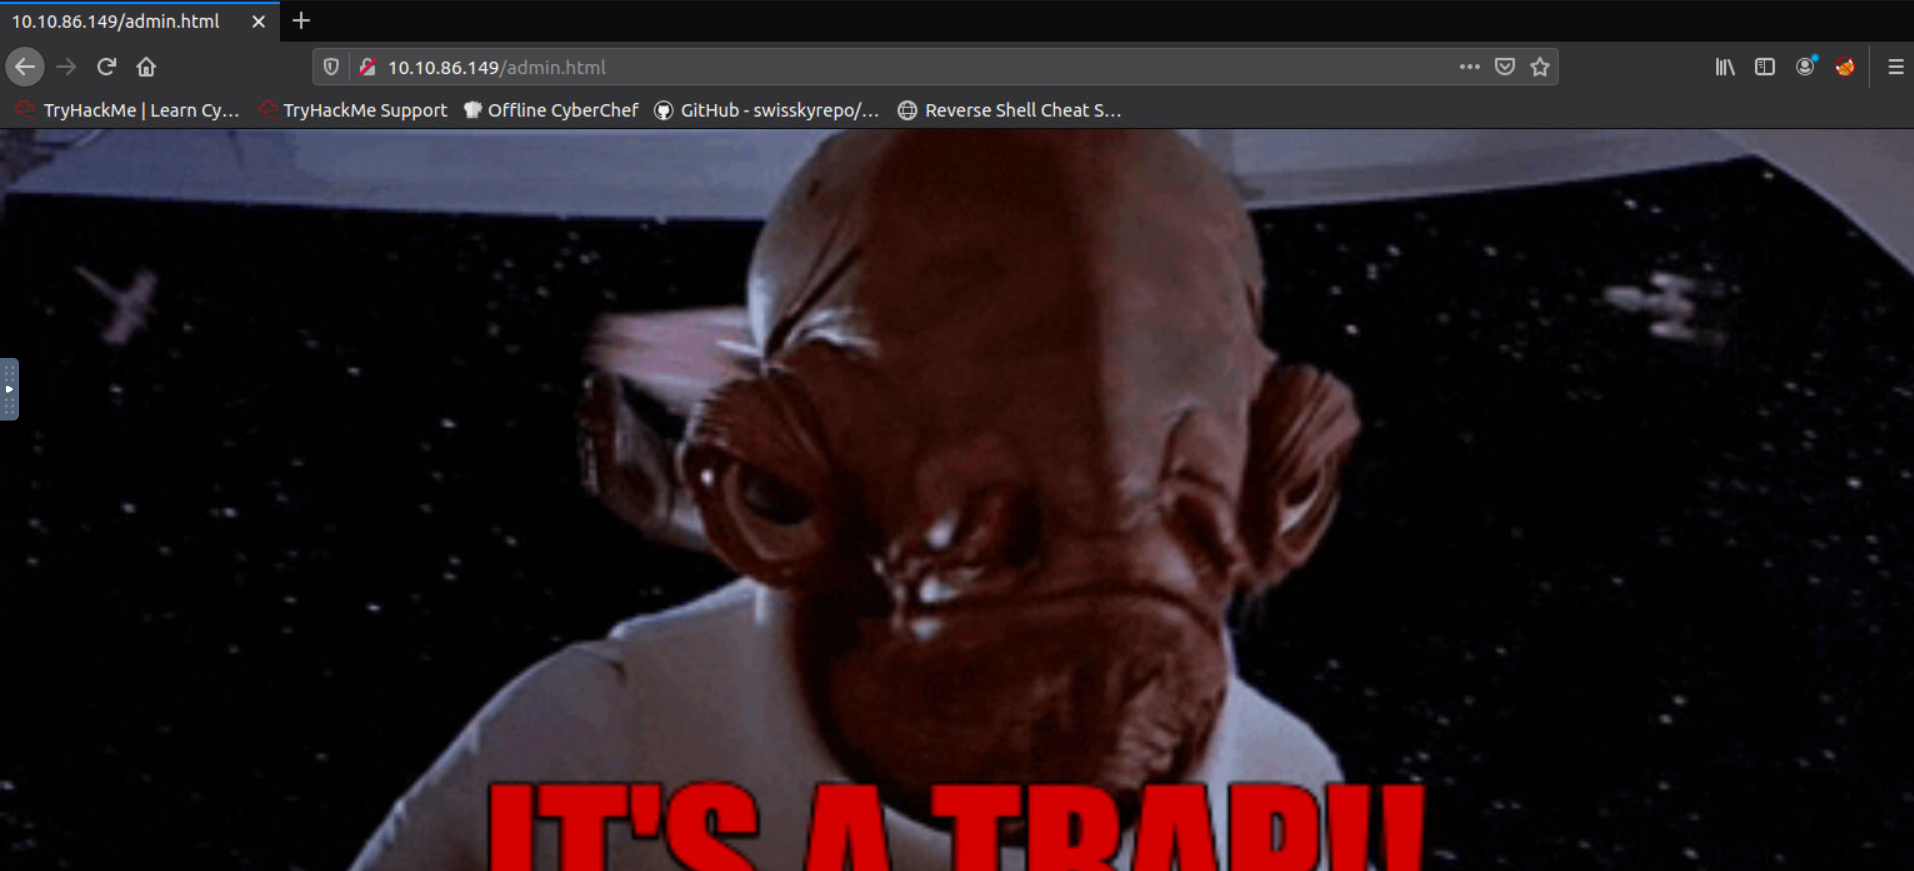 10.10.86.149/admin.html
10.10.86.149/admin.html
TryHackMe | Learn Cy… TryHackMe Support Offline CyberChef GitHub - swisskyrepo/… Reverse Shell Cheat S…
IT'S A TRAP!!